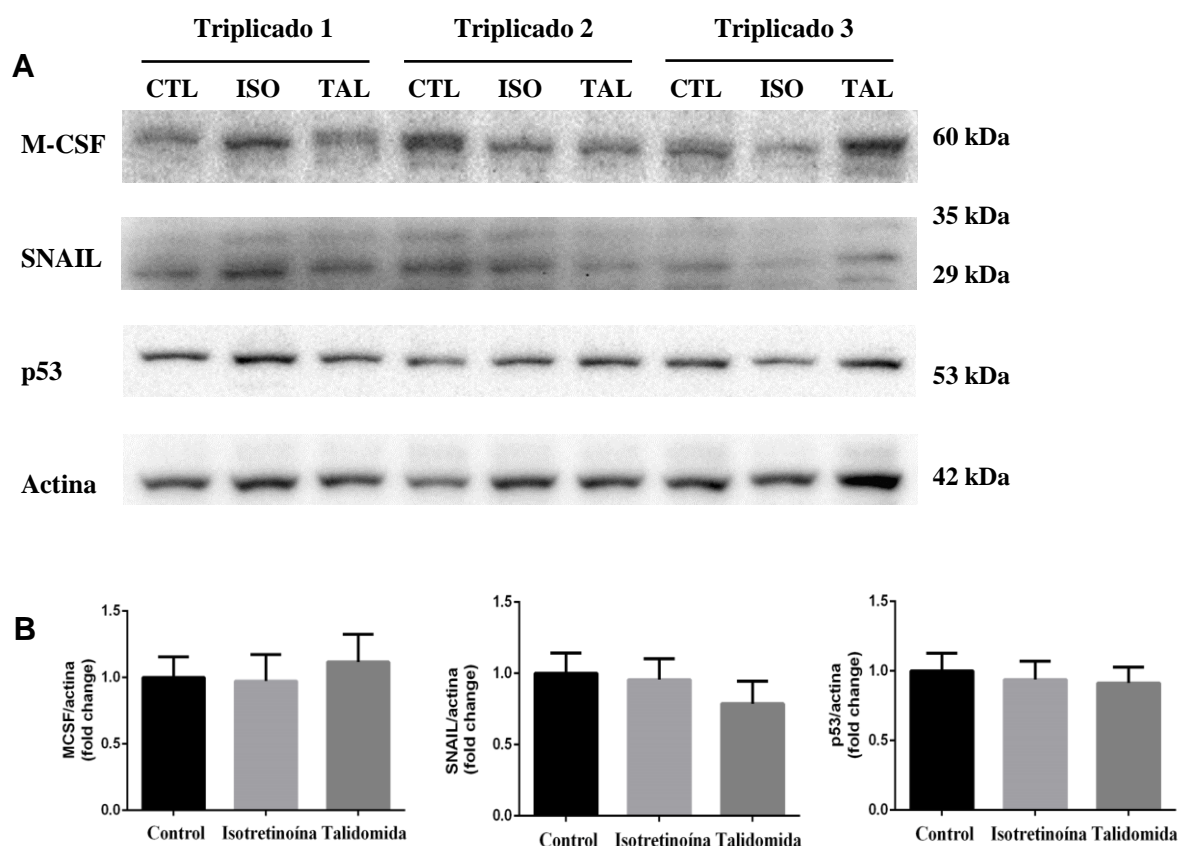 Triplicado 1 Triplicado 2 Triplicado 3
A
CTL ISO TAL CTL ISO TAL CTL ISO TAL
M-CSF 60 kDa
35 kDa
SNAIL
29 kDa
p53
53 kDa
Actina 42 kDa
B
MCSF/actina
(fold change)
1.5
1.0
0.5
0.0
Control Isotretinoína Talidomida
SNAIL/actina
(fold change)
1.5
1.0
0.5
0.0
Control Isotretinoína Talidomida
p53/actina
(fold change)
1.5
1.0
0.5
0.0
Control Isotretinoína Talidomida